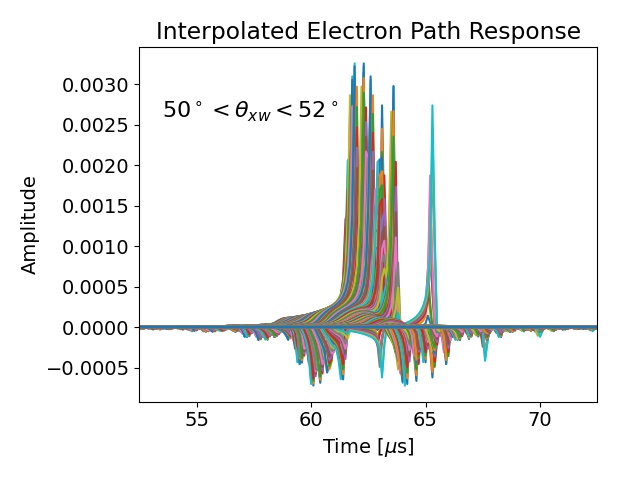 Interpolated Electron Path Response
50° < θxw < 52°
Amplitude
0.0030
0.0025
0.0020
0.0015
0.0010
0.0005
0.0000
−0.0005
55 60 65 70
Time [μs]